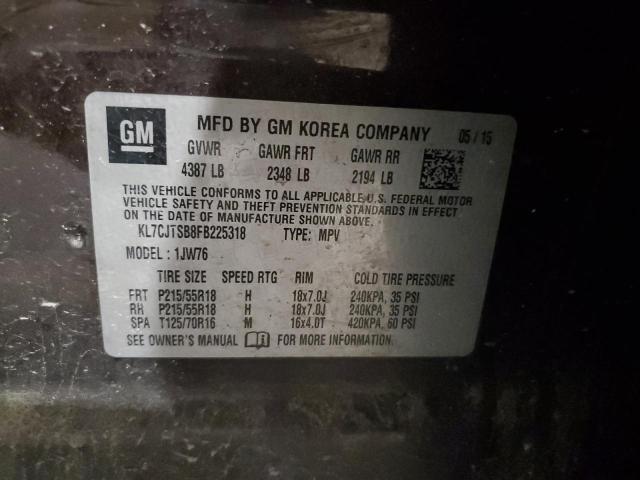 GM MFD BY GM KOREA COMPANY 05/15
GVWR GAWR FRT GAWR RR
4387 LB 2348 LB 2194 LB
THIS VEHICLE CONFORMS TO ALL APPLICABLE U.S. FEDERAL MOTOR
VEHICLE SAFETY AND THEFT PREVENTION STANDARDS IN EFFECT
ON THE DATE OF MANUFACTURE SHOWN ABOVE.
KL7CJTSB8FB225318 TYPE: MPV
MODEL: 1JW76
TIRE SIZE SPEED RTG RIM COLD TIRE PRESSURE
FRT P215/55R18 H 18x7.0J 240KPA, 35 PSI
RH P215/55R18 H 18x7.0J 240KPA, 35 PSI
SPA T125/70R16 M 16x4.0T 420KPA, 60 PSI
SEE OWNER'S MANUAL FOR MORE INFORMATION.